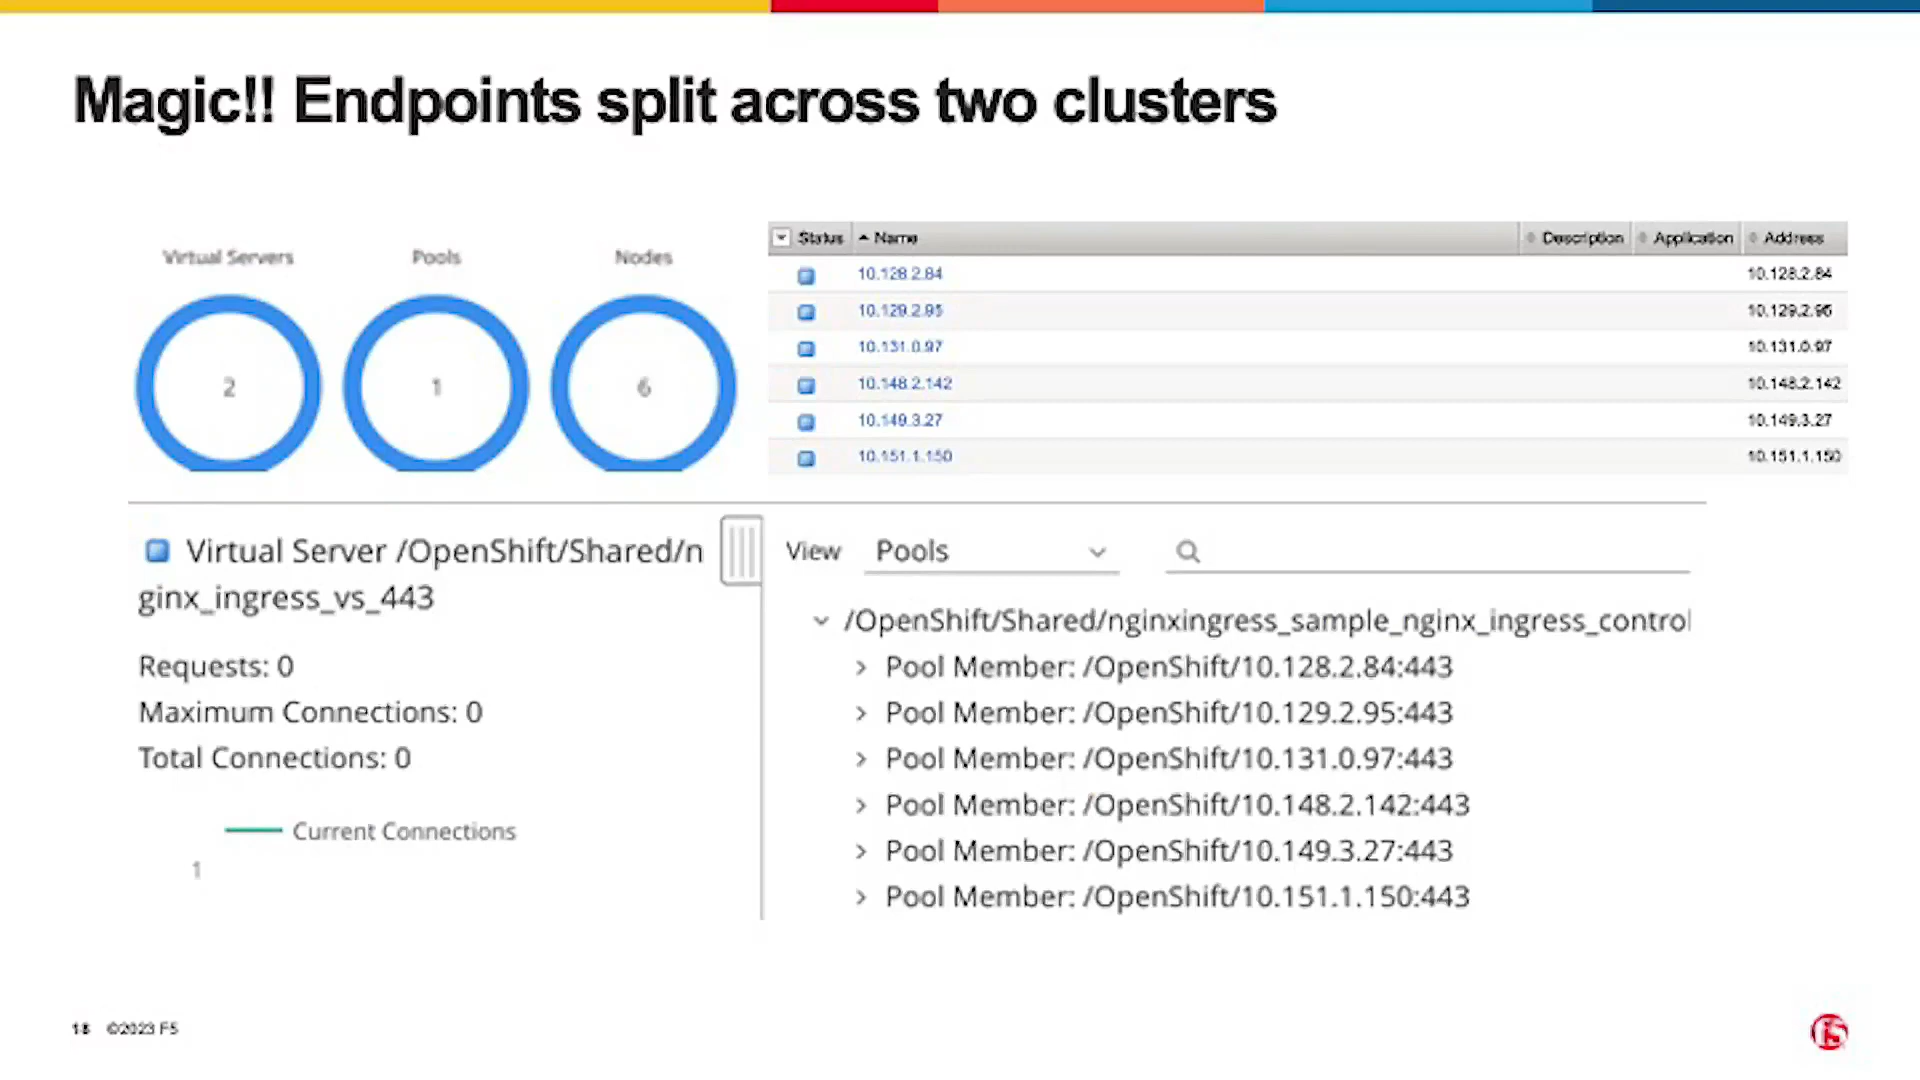 Magic!! Endpoints split across two clusters
Virtual Servers Pools Nodes
2 1 6
Status Name Description Application Address
10.128.2.84 10.128.2.84
10.129.2.95 10.129.2.95
10.131.0.97 10.131.0.97
10.148.2.142 10.148.2.142
10.149.3.27 10.149.3.27
10.151.1.150 10.151.1.150
Virtual Server /OpenShift/Shared/n
ginx_ingress_vs_443
Requests: 0
Maximum Connections: 0
Total Connections: 0
Current Connections
1
View Pools
/OpenShift/Shared/nginxingress_sample_nginx_ingress_control
Pool Member: /OpenShift/10.128.2.84:443
Pool Member: /OpenShift/10.129.2.95:443
Pool Member: /OpenShift/10.131.0.97:443
Pool Member: /OpenShift/10.148.2.142:443
Pool Member: /OpenShift/10.149.3.27:443
Pool Member: /OpenShift/10.151.1.150:443
18 ©2023 F5
f5